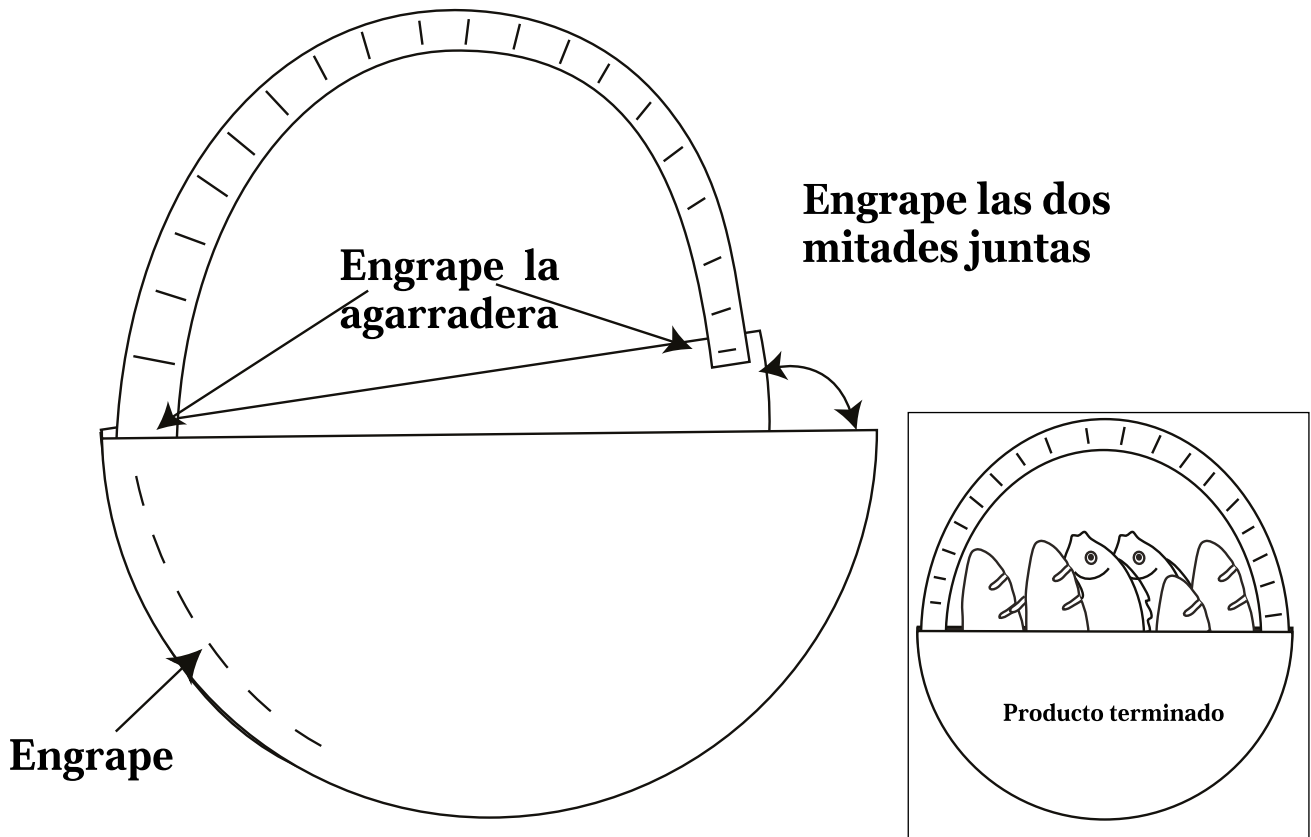 Engrape las dos
mitades juntas
Engrape la
agarradera
Producto terminado
Engrape